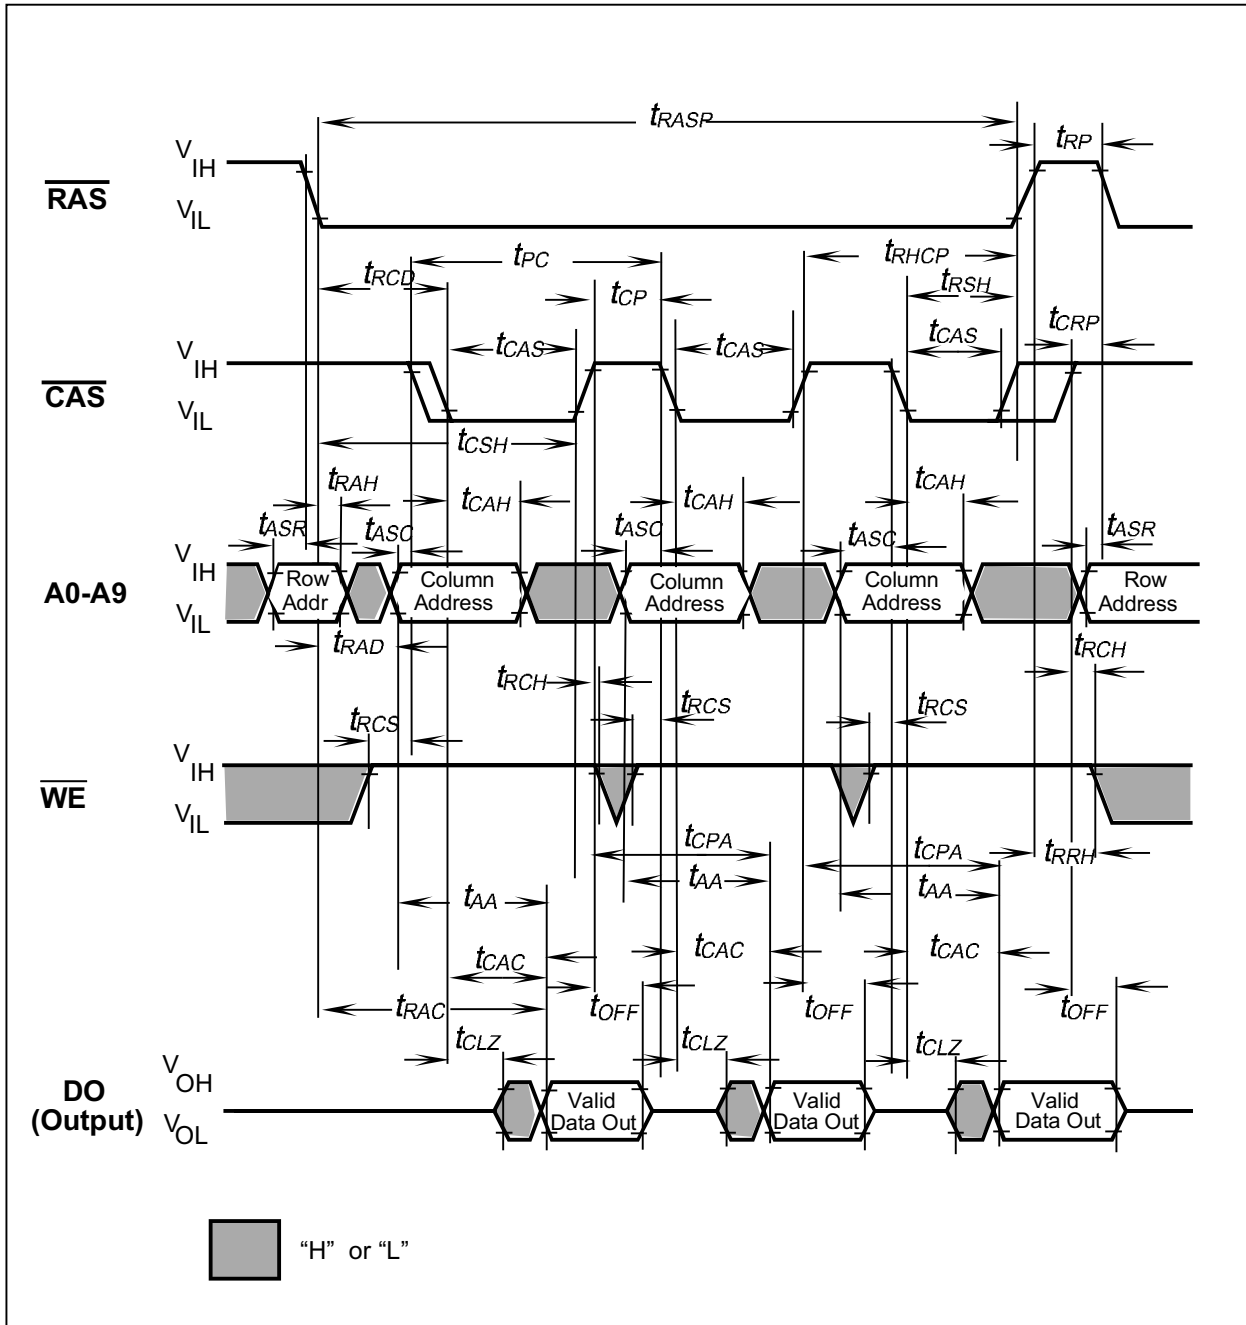 tRASP
tRP
VIH
RAS
VIL
tPC
tRHCP
tRCD
tRSH
tCP
tCRP
tCAS
tCAS
tCAS
VIH
CAS
VIL
tCSH
tRAH
tCAH
tCAH
tCAH
tASR
tASC
tASC
tASC
tASR
VIH
A0-A9
VIL
Row
Addr
Column
Address
Column
Address
Column
Address
Row
Address
tRAD
tRCH
tRCH
tRCS
tRCS
tRCS
VIH
WE
VIL
tCPA
tCPA
tRRH
tAA
tAA
tAA
tCAC
tCAC
tCAC
tRAC
tOFF
tOFF
tOFF
tCLZ
tCLZ
tCLZ
VOH
DO
(Output)
VOL
Valid
Data Out
Valid
Data Out
Valid
Data Out
“H” or “L”